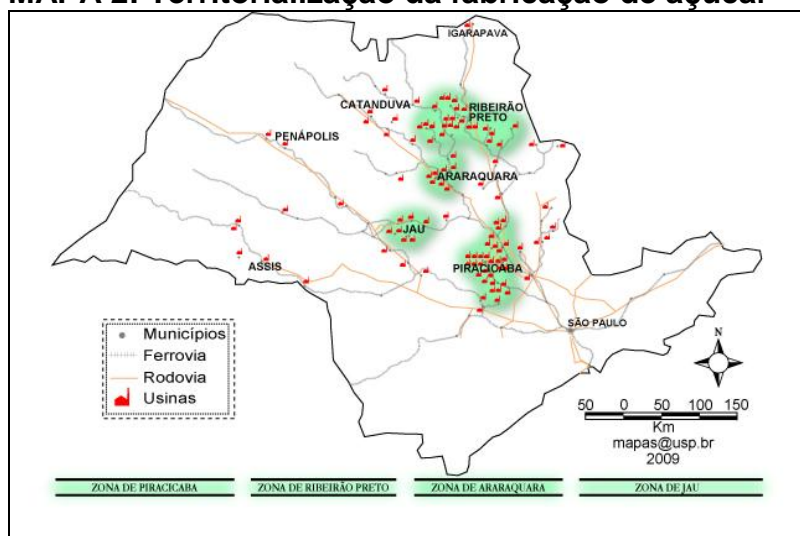 MAPA 2: Territorialização da fabricação do açúcar
IGARAPAVA
CATANDUVA
RIBEIRÃO
PRETO
PENÁPOLIS
ARARAQUARA
JAU
PIRACICABA
ASSIS
SÃO PAULO
Municípios
Ferrovia
Rodovia
Usinas
N
50 0 50 100 150
Km
mapas@usp.br
2009
ZONA DE PIRACICABA ZONA DE RIBEIRÃO PRETO ZONA DE ARARAQUARA ZONA DE JAU